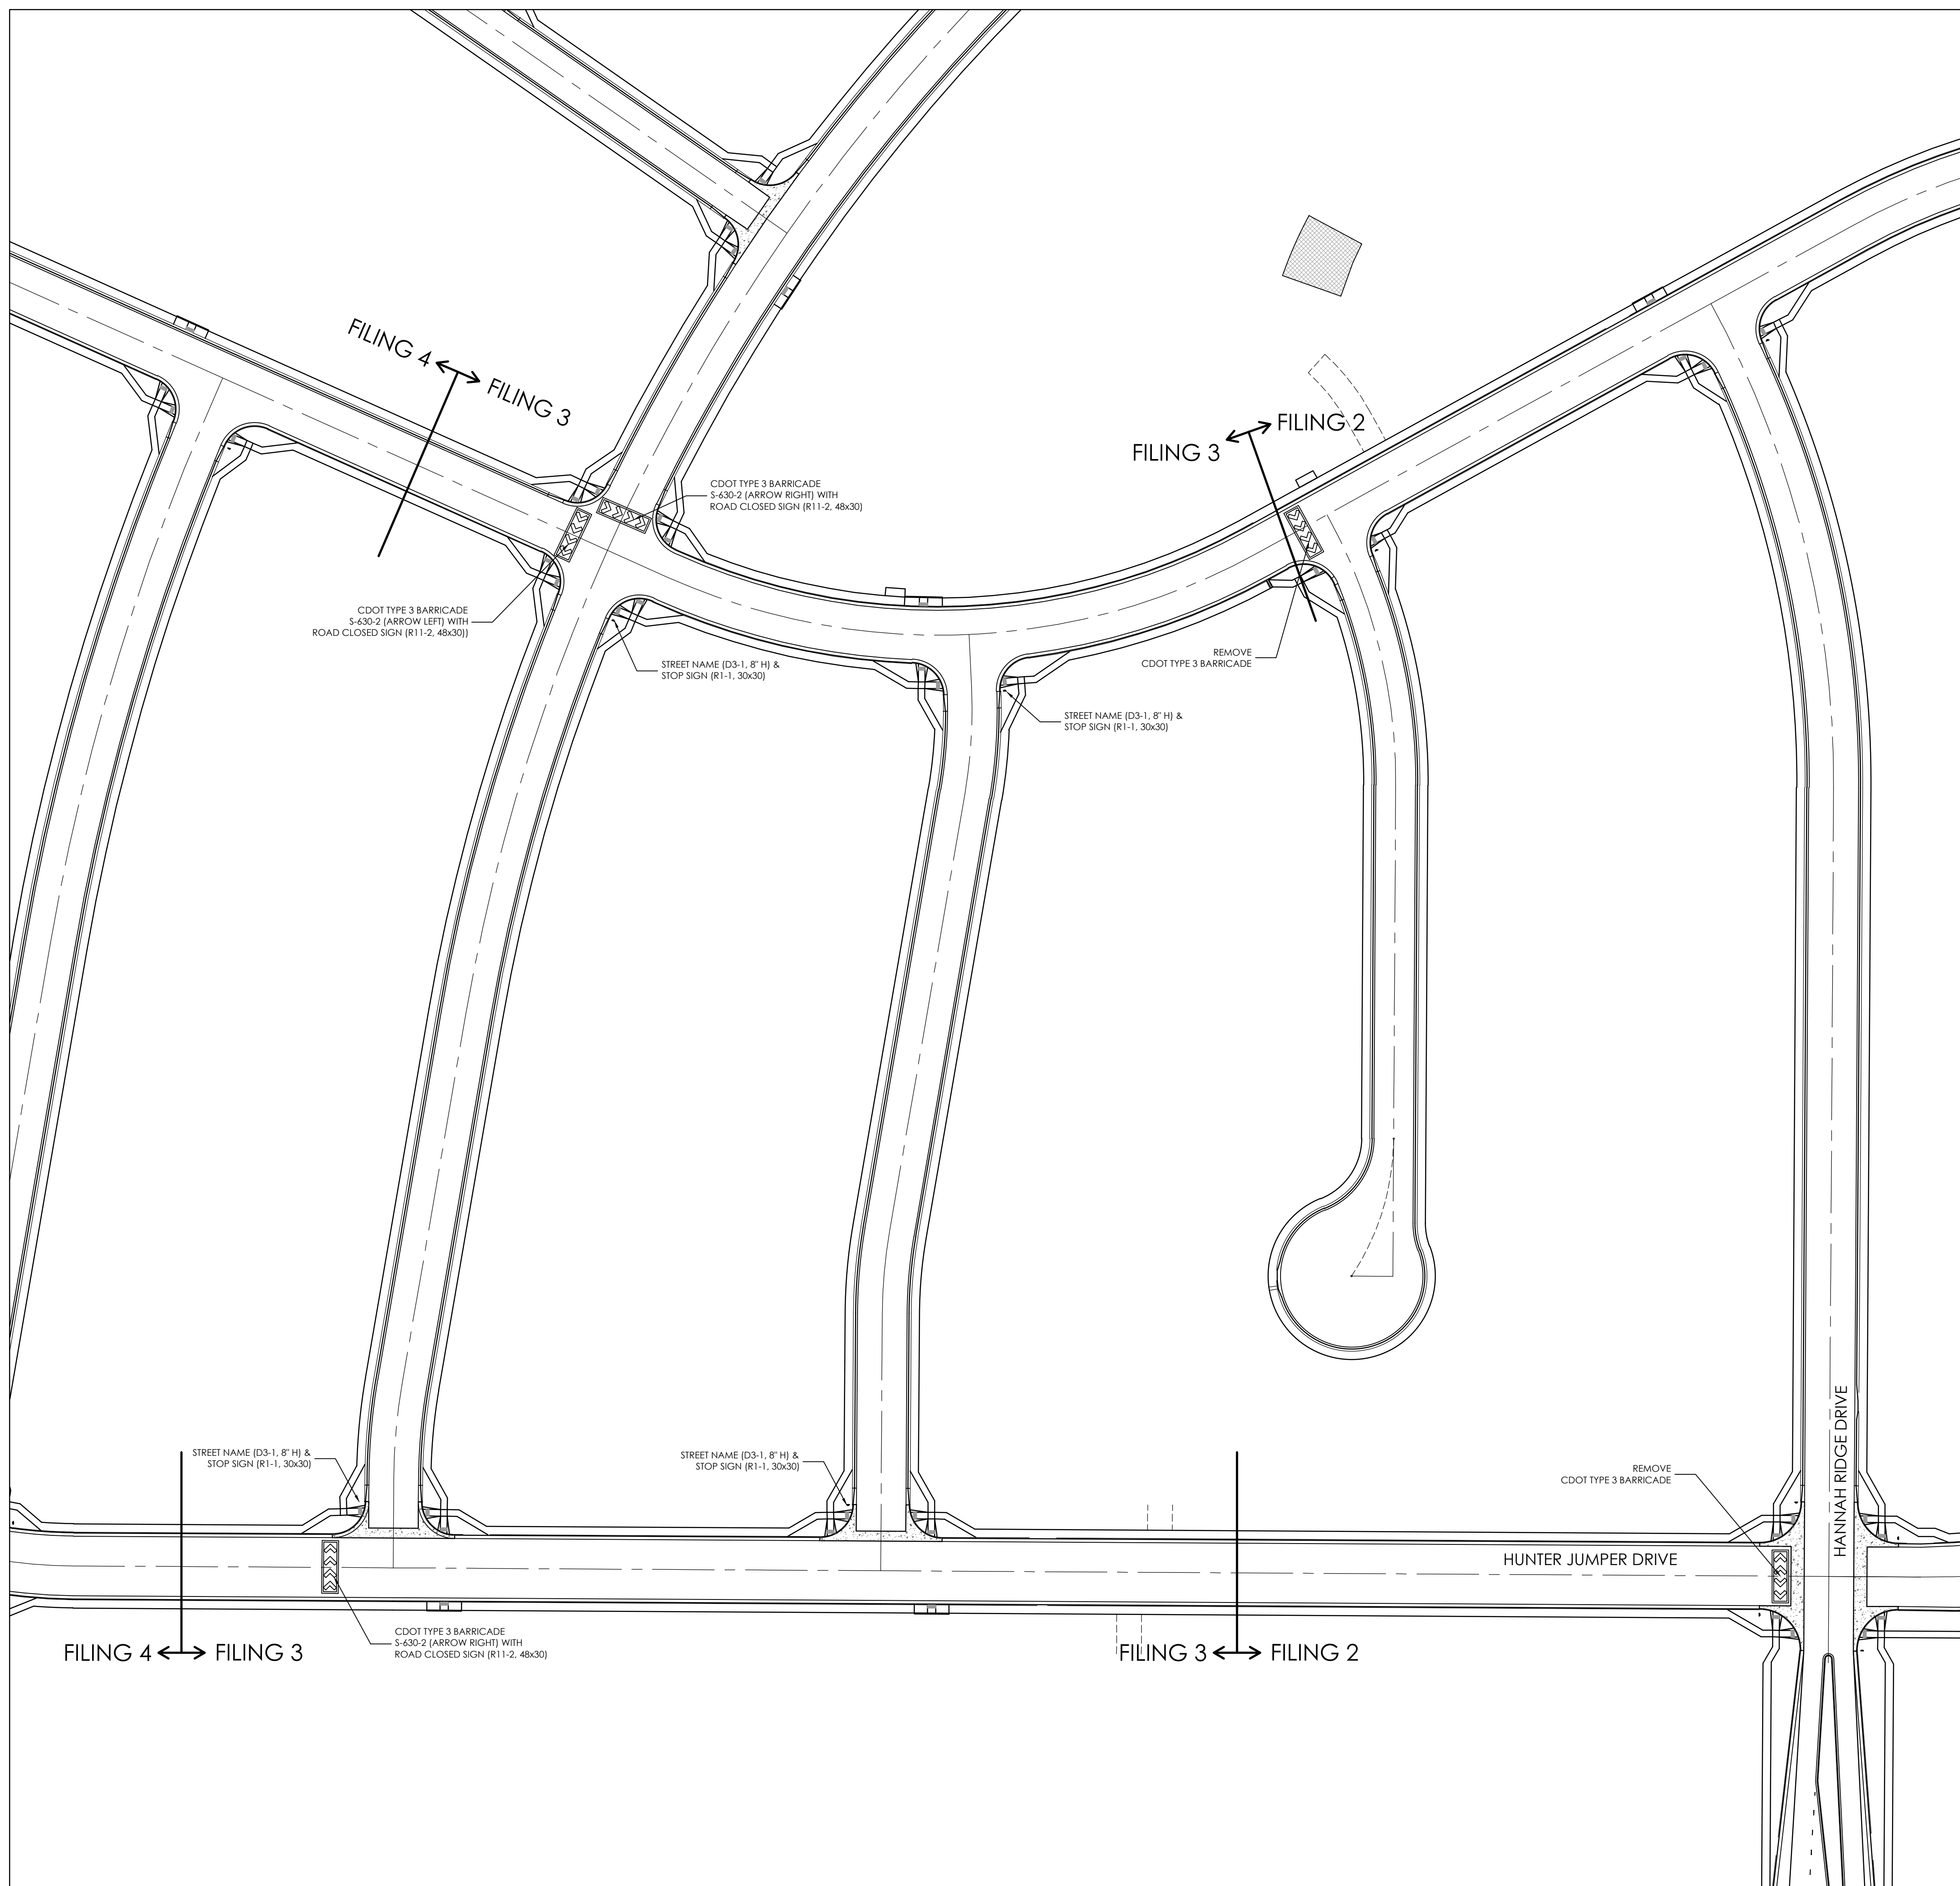 FILING 4
FILING 3
FILING 3
FILING 2
CDOT TYPE 3 BARRICADE
S-630-2 (ARROW RIGHT) WITH
ROAD CLOSED SIGN (R11-2, 48x30)
CDOT TYPE 3 BARRICADE
S-630-2 (ARROW LEFT) WITH
ROAD CLOSED SIGN (R11-2, 48x30))
STREET NAME (D3-1, 8" H) &
STOP SIGN (R1-1, 30x30)
REMOVE
CDOT TYPE 3 BARRICADE
STREET NAME (D3-1, 8" H) &
STOP SIGN (R1-1, 30x30)
HANNAH RIDGE DRIVE
STREET NAME (D3-1, 8" H) &
STOP SIGN (R1-1, 30x30)
STREET NAME (D3-1, 8" H) &
STOP SIGN (R1-1, 30x30)
REMOVE
CDOT TYPE 3 BARRICADE
HUNTER JUMPER DRIVE
CDOT TYPE 3 BARRICADE
S-630-2 (ARROW RIGHT) WITH
ROAD CLOSED SIGN (R11-2, 48x30)
FILING 4
FILING 3
FILING 3
FILING 2